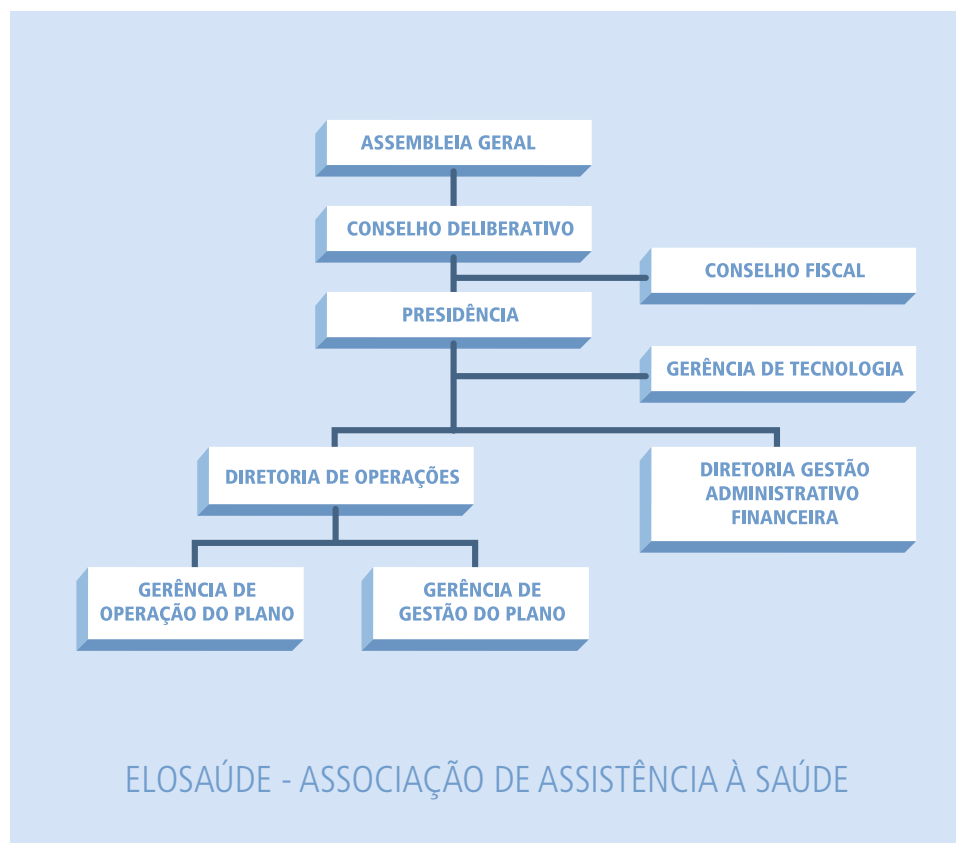 ASSEMBLEIA GERAL
CONSELHO DELIBERATIVO
CONSELHO FISCAL
PRESIDÊNCIA
GERÊNCIA DE TECNOLOGIA
DIRETORIA DE OPERAÇÕES
DIRETORIA GESTÃO
ADMINISTRATIVO
FINANCEIRA
GERÊNCIA DE
OPERAÇÃO DO PLANO
GERÊNCIA DE
GESTÃO DO PLANO
ELOSAÚDE - ASSOCIAÇÃO DE ASSISTÊNCIA À SAÚDE